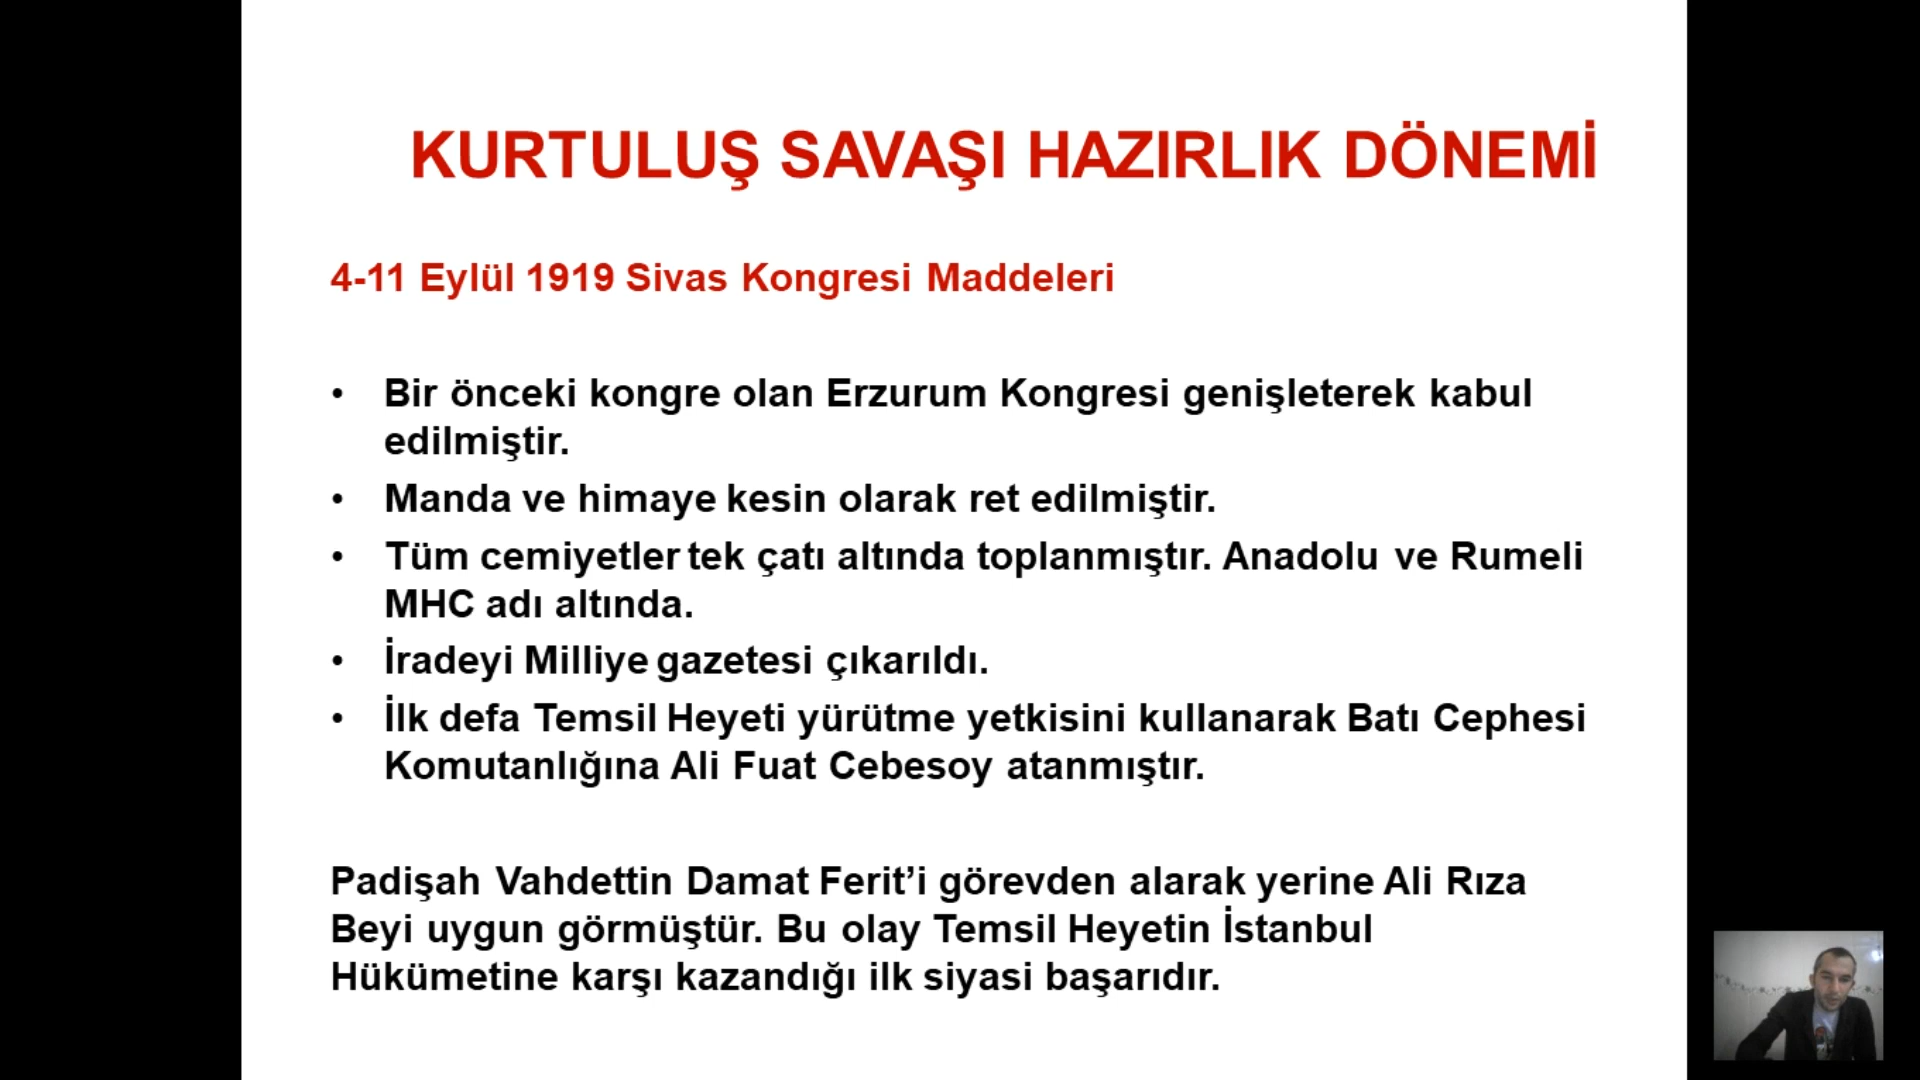 KURTULUŞ SAVAŞI HAZIRLIK DÖNEMİ
4-11 Eylül 1919 Sivas Kongresi Maddeleri
• Bir önceki kongre olan Erzurum Kongresi genişleterek kabul
edilmiştir.
• Manda ve himaye kesin olarak ret edilmiştir.
• Tüm cemiyetler tek çatı altında toplanmıştır. Anadolu ve Rumeli
MHC adı altında.
• İradeyi Milliye gazetesi çıkarıldı.
• İlk defa Temsil Heyeti yürütme yetkisini kullanarak Batı Cephesi
Komutanlığına Ali Fuat Cebesoy atanmıştır.
Padişah Vahdettin Damat Ferit’i görevden alarak yerine Ali Rıza
Beyi uygun görmüştür. Bu olay Temsil Heyetin İstanbul
Hükümetine karşı kazandığı ilk siyasi başarıdır.